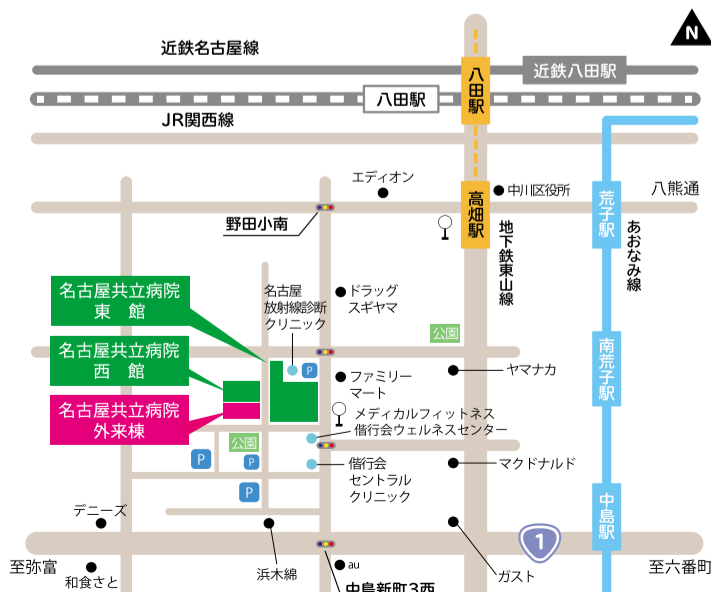 N
近鉄名古屋線
近鉄八田駅
八田駅
八田駅
JR関西線
エディオン
中川区役所
八熊通
野田小南
高畑駅
地下鉄東山線
荒子駅
あおなみ線
名古屋共立病院
東 館
名古屋
放射線診断
クリニック
ドラッグ
スギヤマ
公園
名古屋共立病院
西 館
P
ファミリー
マート
ヤマナカ
南荒子駅
名古屋共立病院
外来棟
メディカルフィットネス
偕行会ウェルネスセンター
公園
P
P
偕行会
セントラル
クリニック
マクドナルド
P
中島駅
デニーズ
浜木綿
1
至弥富
和食さと
au
ガスト
至六番町
中島新町3西